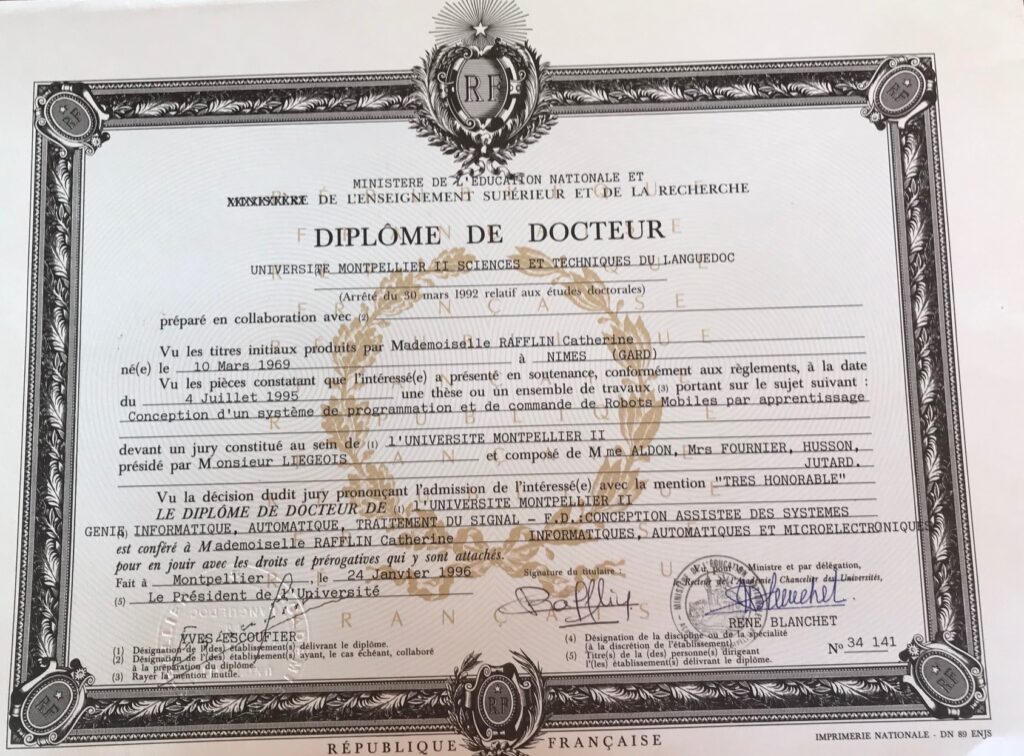 R.F
MINISTERE DE L'EDUCATION NATIONALE ET
MINISTÈRE DE L'ENSEIGNEMENT SUPÉRIEUR ET DE LA RECHERCHE
DIPLÔME DE DOCTEUR
UNIVERSITE MONTPELLIER II SCIENCES ET TECHNIQUES DU LANGUEDOC
(Arrêté du 30 mars 1992 relatif aux études doctorales)
préparé en collaboration avec (2)
Vu les titres initiaux produits par Mademoiselle RAFFLIN Catherine
né(e) le 10 Mars 1969 à NIMES (GARD)
Vu les pièces constatant que l'intéressé(e) a présenté en soutenance, conformément aux règlements, à la date
du 4 Juillet 1995 une thèse ou un ensemble de travaux (3) portant sur le sujet suivant :
Conception d'un système de programmation et de commande de Robots Mobiles par apprentissage
devant un jury constitué au sein de (1) l'UNIVERSITE MONTPELLIER II
présidé par Monsieur LIEGEOIS et composé de Mme ALDON, Mrs FOURNIER, HUSSON,
JUTARD.
Vu la décision dudit jury prononçant l'admission de l'intéressé(e) avec la mention "TRES HONORABLE"
LE DIPLÔME DE DOCTEUR DE (1) l'UNIVERSITE MONTPELLIER II
(4) GENIE INFORMATIQUE, AUTOMATIQUE, TRAITEMENT DU SIGNAL - F.D.:CONCEPTION ASSISTEE DES SYSTEMES
est conféré à Mademoiselle RAFFLIN Catherine INFORMATIQUES, AUTOMATIQUES ET MICROELECTRONIQUES
pour en jouir avec les droits et prérogatives qui y sont attachés.
Fait à Montpellier, le 24 Janvier 1996
(5) Le Président de l'Université
Signature du titulaire :
Rafflin
Pour le Ministre et par délégation,
Le Recteur de l'Académie Chancelier des Universités,
YVES ESCOUFIER
RENE BLANCHET
(1) Désignation de l'(des) établissement(s) délivrant le diplôme.
(2) Désignation de l'(des) établissement(s) ayant, le cas échéant, collaboré
à la préparation du diplôme.
(3) Rayer la mention inutile.
(4) Désignation de la discipline ou de la spécialité
(à la discrétion de l'établissement).
(5) Titre(s) de la (des) personne(s) dirigeant
l'(les) établissement(s) délivrant le diplôme.
No 34 141
RÉPUBLIQUE FRANÇAISE
IMPRIMERIE NATIONALE - DN 89 ENJS